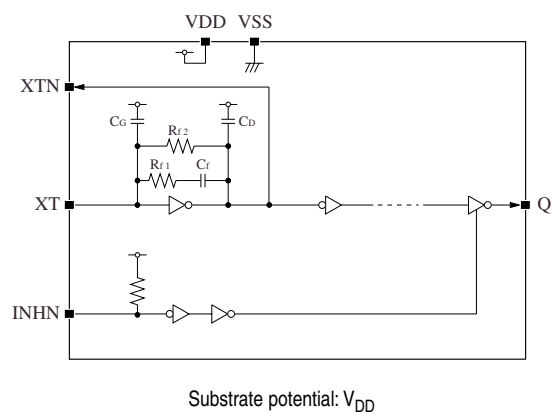 VDD VSS
XTN
CG CD
Rf2
Rf1 Cf
XT Q
INHN
Substrate potential: VDD